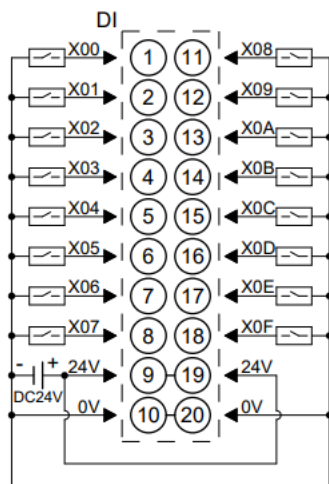 DI
X00 1 11 X08
X01 2 12 X09
X02 3 13 X0A
X03 4 14 X0B
X04 5 15 X0C
X05 6 16 X0D
X06 7 17 X0E
X07 8 18 X0F
- + 24V 9 19 24V
DC24V 0V 10 20 0V